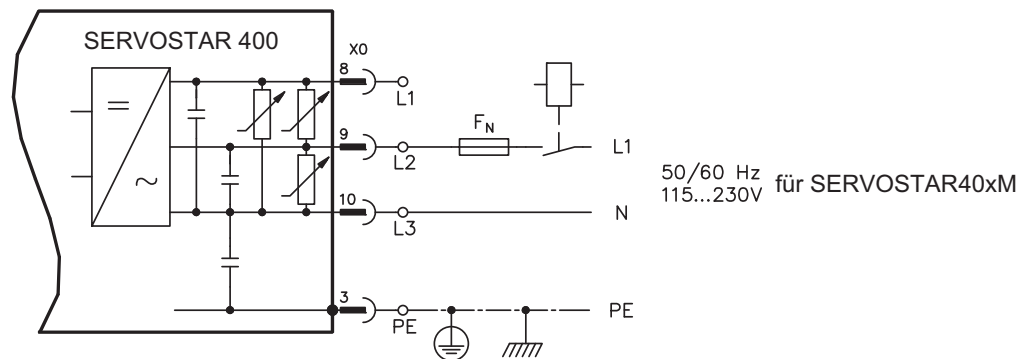 SERVOSTAR 400
X0
8
L1
9
L2
F_N
L1
10
L3
N
50/60 Hz
115...230V
für SERVOSTAR40xM
3
PE
PE
=
~